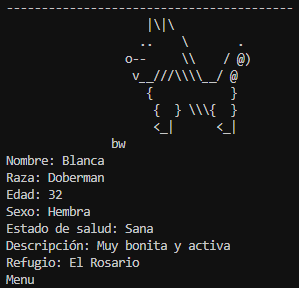 -----------------------------------------
|\|\
..    \       .
o--     \\    / @)
v__///\\\\__/ @
{           }
{  } \\\{  }
<_|      <_|
bw
Nombre: Blanca
Raza: Doberman
Edad: 32
Sexo: Hembra
Estado de salud: Sana
Descripción: Muy bonita y activa
Refugio: El Rosario
Menu